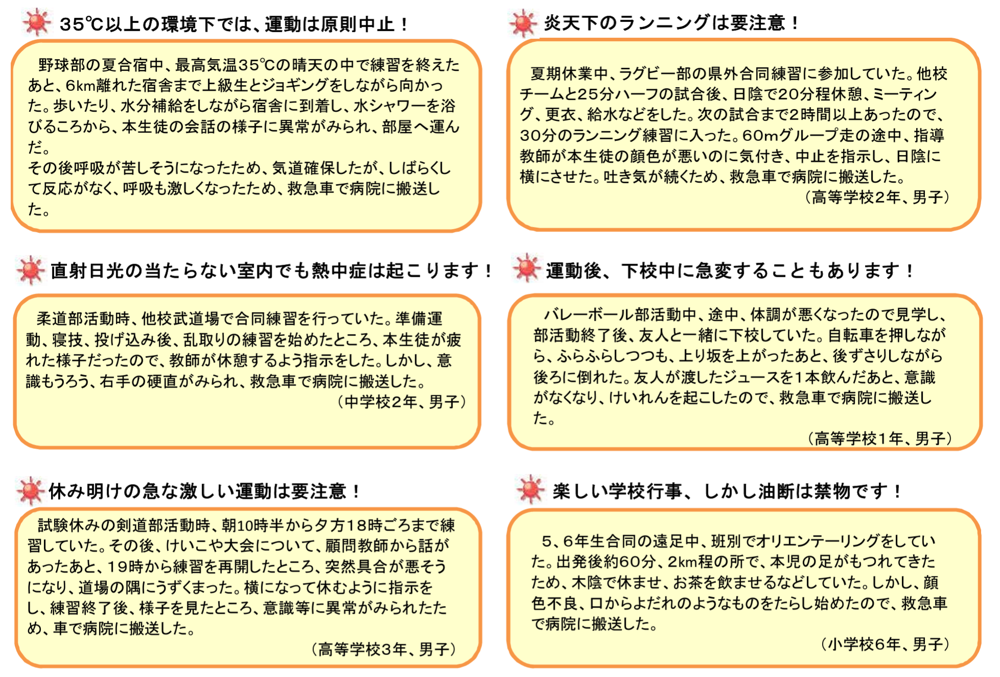 35℃以上の環境下では、運動は原則中止！
野球部の夏合宿中、最高気温35℃の晴天の中で練習を終えた
あと、6km離れた宿舎まで上級生とジョギングをしながら向かっ
た。歩いたり、水分補給をしながら宿舎に到着し、水シャワーを浴
びるころから、本生徒の会話の様子に異常がみられ、部屋へ運ん
だ。
その後呼吸が苦しそうになったため、気道確保したが、しばらくし
て反応がなく、呼吸も激しくなったため、救急車で病院に搬送し
た。
炎天下のランニングは要注意！
夏期休業中、ラグビー部の県外合同練習に参加していた。他校
チームと25分ハーフの試合後、日陰で20分程休憩、ミーティン
グ、更衣、給水などをした。次の試合まで2時間以上あったので、
30分のランニング練習に入った。60mグループ走の途中、指導
教師が本生徒の顔色が悪いのに気付き、中止を指示し、日陰に
横にさせた。吐き気が続くため、救急車で病院に搬送した。
（高等学校2年、男子）
直射日光の当たらない室内でも熱中症は起こります！
柔道部活動時、他校武道場で合同練習を行っていた。準備運
動、寝技、投げ込み後、乱取りの練習を始めたところ、本生徒が疲
れた様子だったので、教師が休憩するよう指示をした。しかし、意
識もうろう、右手の硬直がみられ、救急車で病院に搬送した。
（中学校2年、男子）
運動後、下校中に急変することもあります！
バレーボール部活動中、途中、体調が悪くなったので見学し、
部活動終了後、友人と一緒に下校していた。自転車を押しなが
ら、ふらふらしつつも、上り坂を上がったあと、後ずさりしながら
後ろに倒れた。友人が渡したジュースを1本飲んだあと、意識
がなくなり、けいれんを起こしたので、救急車で病院に搬送し
た。
（高等学校1年、男子）
休み明けの急な激しい運動は要注意！
試験休みの剣道部活動時、朝10時半から夕方18時ごろまで練
習していた。その後、けいこや大会について、顧問教師から話が
あったあと、19時から練習を再開したところ、突然具合が悪そう
になり、道場の隅にうずくまった。横になって休むように指示を
し、練習終了後、様子を見たところ、意識等に異常がみられたた
め、車で病院に搬送した。
（高等学校3年、男子）
楽しい学校行事、しかし油断は禁物です！
5、6年生合同の遠足中、班別でオリエンテーリングをしてい
た。出発後約60分、2km程の所で、本児の足がもつれてきた
ため、木陰で休ませ、お茶を飲ませるなどしていた。しかし、顔
色不良、口からよだれのようなものをたらし始めたので、救急車
で病院に搬送した。
（小学校6年、男子）